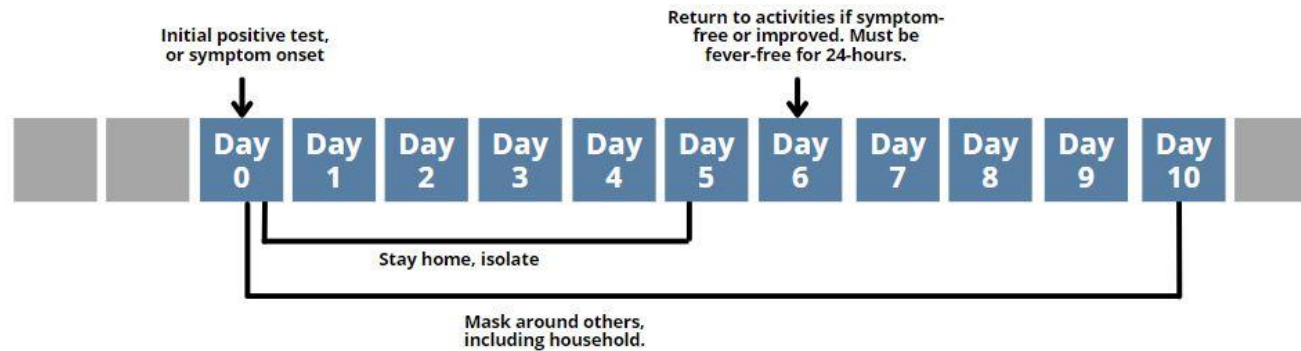 Initial positive test,
or symptom onset
Return to activities if symptom-
free or improved. Must be
fever-free for 24-hours.
Day
0
Day
1
Day
2
Day
3
Day
4
Day
5
Day
6
Day
7
Day
8
Day
9
Day
10
Stay home, isolate
Mask around others,
including household.